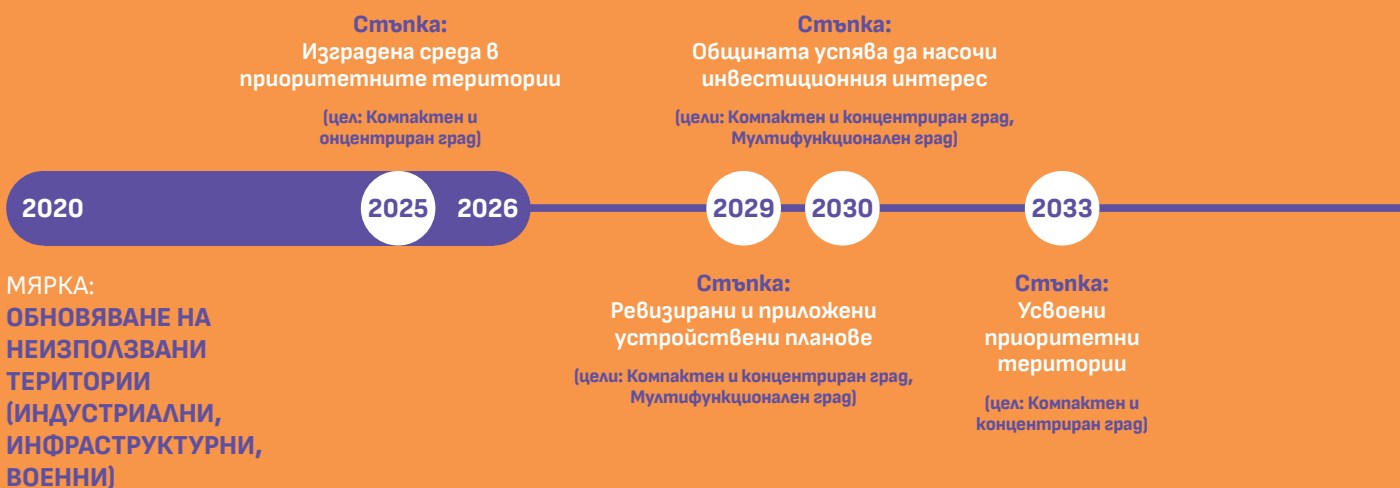 Стъпка:
Изградена среда в
приоритетните територии
(цел: Компактен и
онцентриран град)
Стъпка:
Общината успява да насочи
инвестиционния интерес
(цели: Компактен и концентриран град,
Мултифункционален град)
2020
2025
2026
2029
2030
2033
МЯРКА:
ОБНОВЯВАНЕ НА
НЕИЗПОЛЗВАНИ
ТЕРИТОРИИ
(ИНДУСТРИАЛНИ,
ИНФРАСТРУКТУРНИ,
ВОЕННИ)
Стъпка:
Ревизирани и приложени
устройствени планове
(цели: Компактен и концентриран град,
Мултифункционален град)
Стъпка:
Усвоени
приоритетни
територии
(цел: Компактен и
концентриран град)